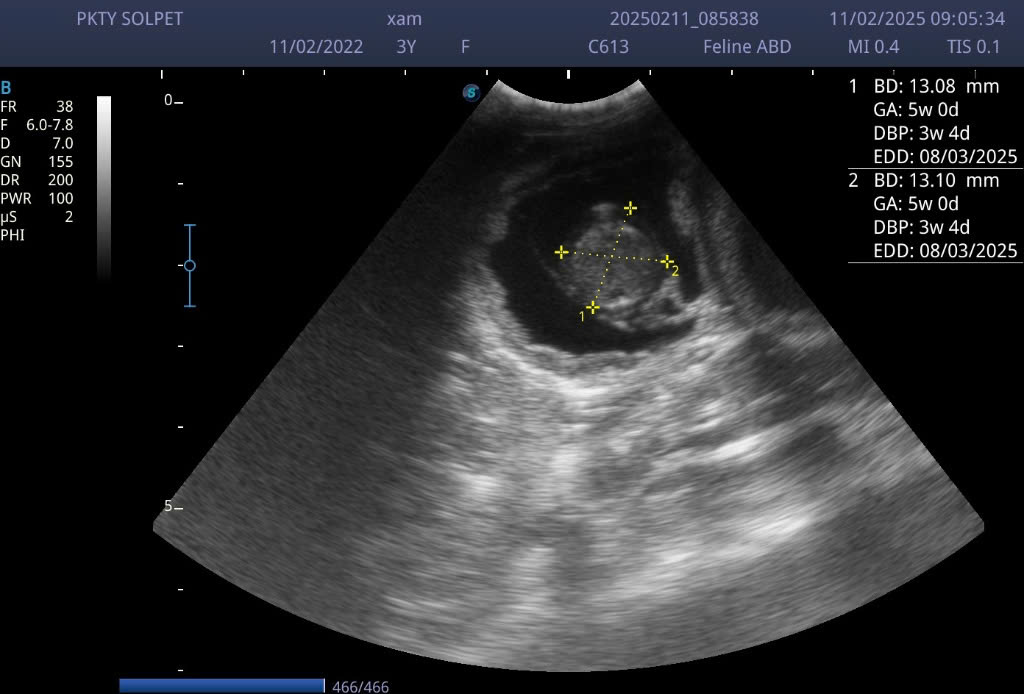 PKTY SOLPET xam 20250211_085838 11/02/2025 09:05:34
11/02/2022 3Y F C613 Feline ABD MI 0.4 TIS 0.1
B
FR 38
F 6.0-7.8
D 7.0
GN 155
DR 200
PWR 100
µS 2
PHI
0
5
S
1
2
1 BD: 13.08 mm
GA: 5w 0d
DBP: 3w 4d
EDD: 08/03/2025
2 BD: 13.10 mm
GA: 5w 0d
DBP: 3w 4d
EDD: 08/03/2025
466/466